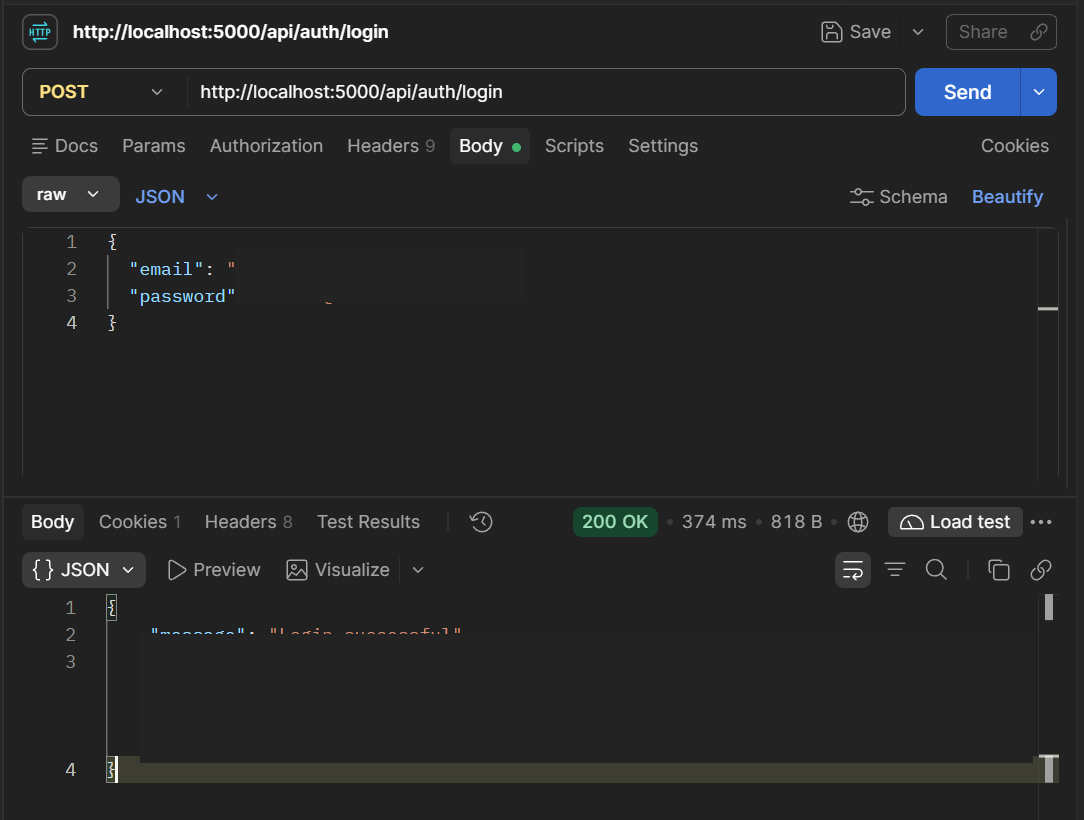 HTTP http://localhost:5000/api/auth/login Save Share
POST http://localhost:5000/api/auth/login Send
Docs Params Authorization Headers 9 Body Scripts Settings Cookies
raw JSON Schema Beautify
1 {
2 "email": "
3 "password"
4 }
Body Cookies 1 Headers 8 Test Results 200 OK 374 ms 818 B Load test
{} JSON Preview Visualize
1 {
2 "message": "Login successful"
3
4 }